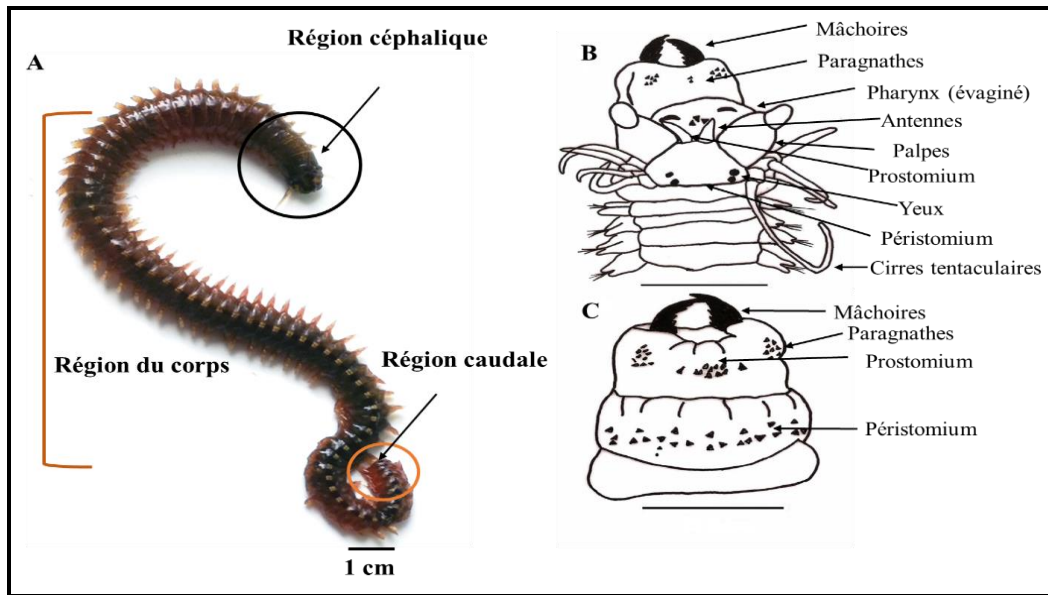 A
Région céphalique
Région du corps
Région caudale
1 cm
B
Mâchoires
Paragnathes
Pharynx (évaginé)
Antennes
Palpes
Prostomium
Yeux
Péristomium
Cirres tentaculaires
C
Mâchoires
Paragnathes
Prostomium
Péristomium